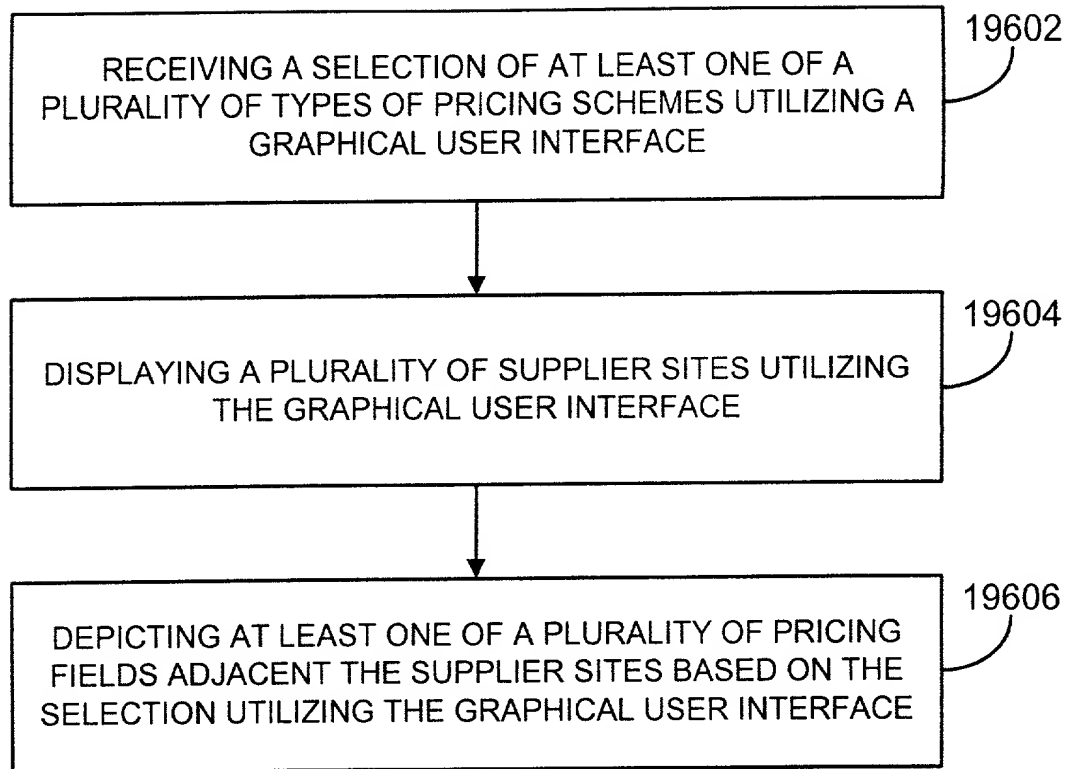 19602
RECEIVING A SELECTION OF AT LEAST ONE OF A
PLURALITY OF TYPES OF PRICING SCHEMES UTILIZING A
GRAPHICAL USER INTERFACE
19604
DISPLAYING A PLURALITY OF SUPPLIER SITES UTILIZING
THE GRAPHICAL USER INTERFACE
19606
DEPICTING AT LEAST ONE OF A PLURALITY OF PRICING
FIELDS ADJACENT THE SUPPLIER SITES BASED ON THE
SELECTION UTILIZING THE GRAPHICAL USER INTERFACE